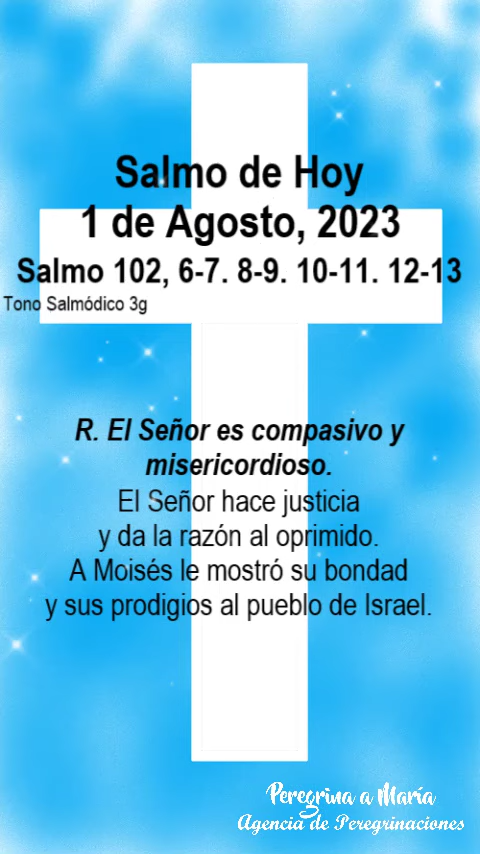 Salmo de Hoy
1 de Agosto, 2023
Salmo 102, 6-7. 8-9. 10-11. 12-13
Tono Salmódico 3g
R. El Señor es compasivo y
misericordioso.
El Señor hace justicia
y da la razón al oprimido.
A Moisés le mostró su bondad
y sus prodigios al pueblo de Israel.
Peregrina a María
Agencia de Peregrinaciones